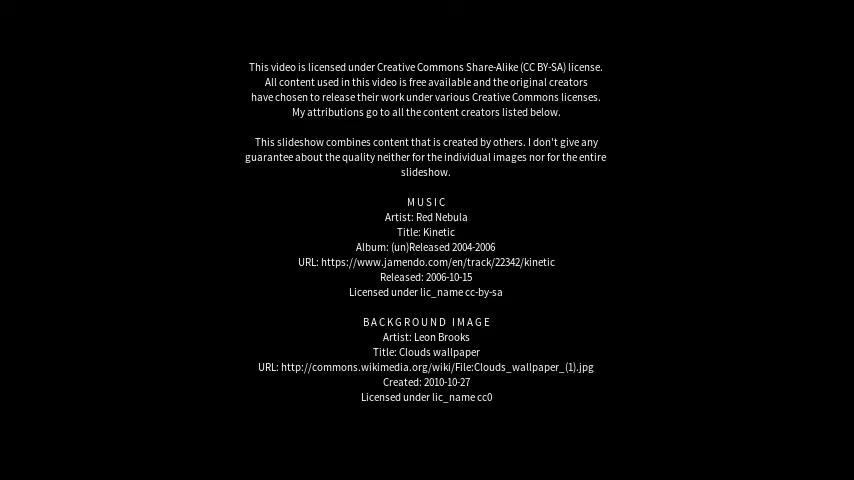 This video is licensed under Creative Commons Share-Alike (CC BY-SA) license.
All content used in this video is free available and the original creators
have chosen to release their work under various Creative Commons licenses.
My attributions go to all the content creators listed below.
This slideshow combines content that is created by others. I don't give any
guarantee about the quality neither for the individual images nor for the entire
slideshow.
M U S I C
Artist: Red Nebula
Title: Kinetic
Album: (un)Released 2004-2006
URL: https://www.jamendo.com/en/track/22342/kinetic
Released: 2006-10-15
Licensed under lic_name cc-by-sa
B A C K G R O U N D   I M A G E
Artist: Leon Brooks
Title: Clouds wallpaper
URL: http://commons.wikimedia.org/wiki/File:Clouds_wallpaper_(1).jpg
Created: 2010-10-27
Licensed under lic_name cc0